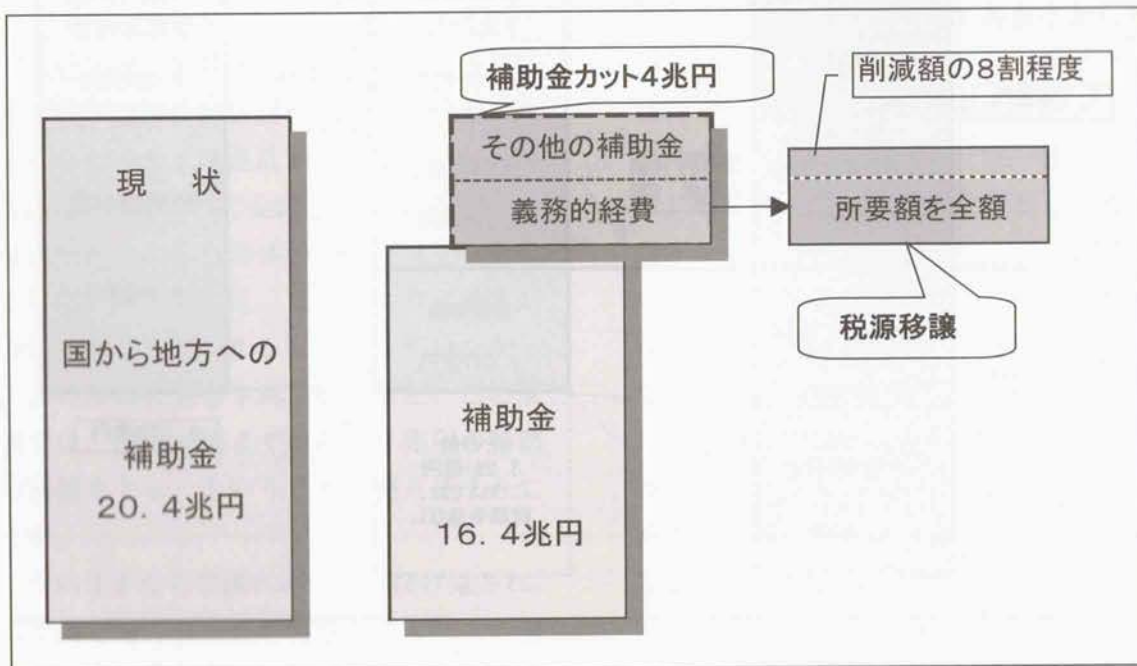 現　状
国から地方への
補助金
２０．４兆円
補助金カット４兆円
その他の補助金
義務的経費
補助金
１６．４兆円
削減額の８割程度
所要額を全額
税源移譲